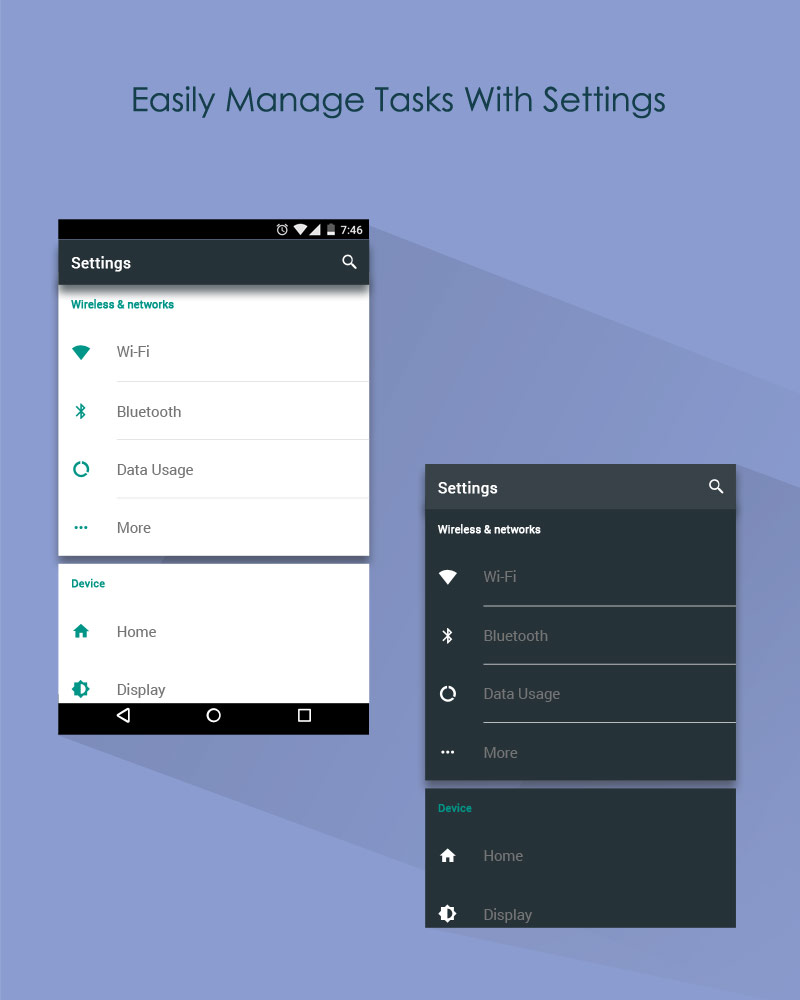 Easily Manage Tasks With Settings
7:46
Settings
Wireless & networks
Wi-Fi
Bluetooth
Data Usage
More
Device
Home
Display
Settings
Wireless & networks
Wi-Fi
Bluetooth
Data Usage
More
Device
Home
Display